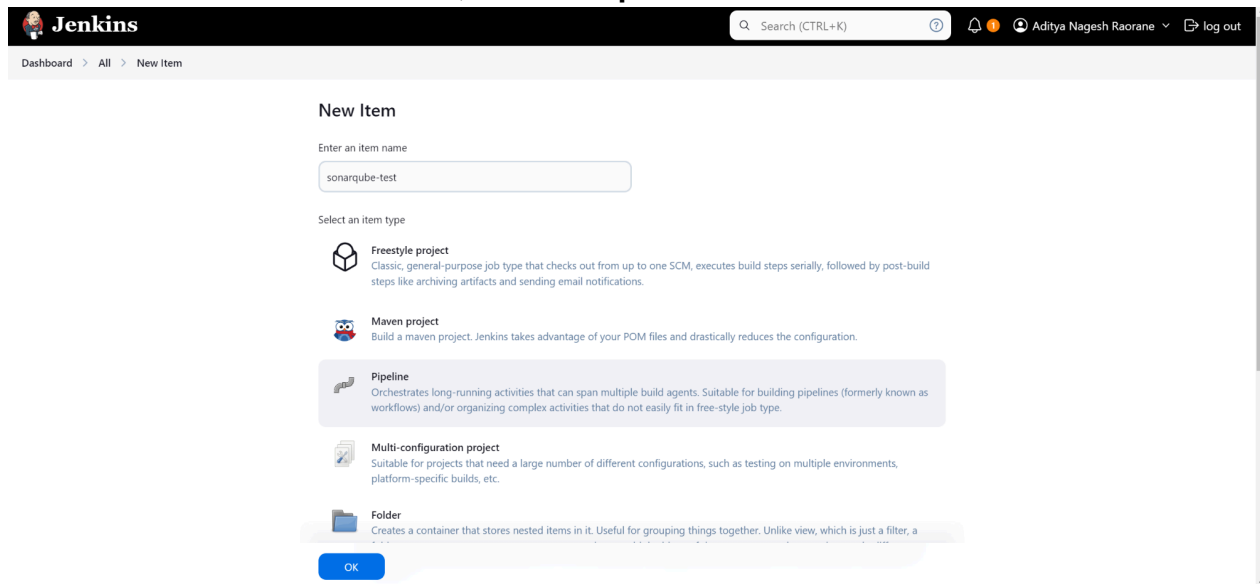 Jenkins
Search (CTRL+K)
?
1
Aditya Nagesh Raorane
log out
Dashboard > All > New Item
New Item
Enter an item name
sonarqube-test
Select an item type
Freestyle project
Classic, general-purpose job type that checks out from up to one SCM, executes build steps serially, followed by post-build
steps like archiving artifacts and sending email notifications.
Maven project
Build a maven project. Jenkins takes advantage of your POM files and drastically reduces the configuration.
Pipeline
Orchestrates long-running activities that can span multiple build agents. Suitable for building pipelines (formerly known as
workflows) and/or organizing complex activities that do not easily fit in free-style job type.
Multi-configuration project
Suitable for projects that need a large number of different configurations, such as testing on multiple environments,
platform-specific builds, etc.
Folder
Creates a container that stores nested items in it. Useful for grouping things together. Unlike view, which is just a filter, a
OK